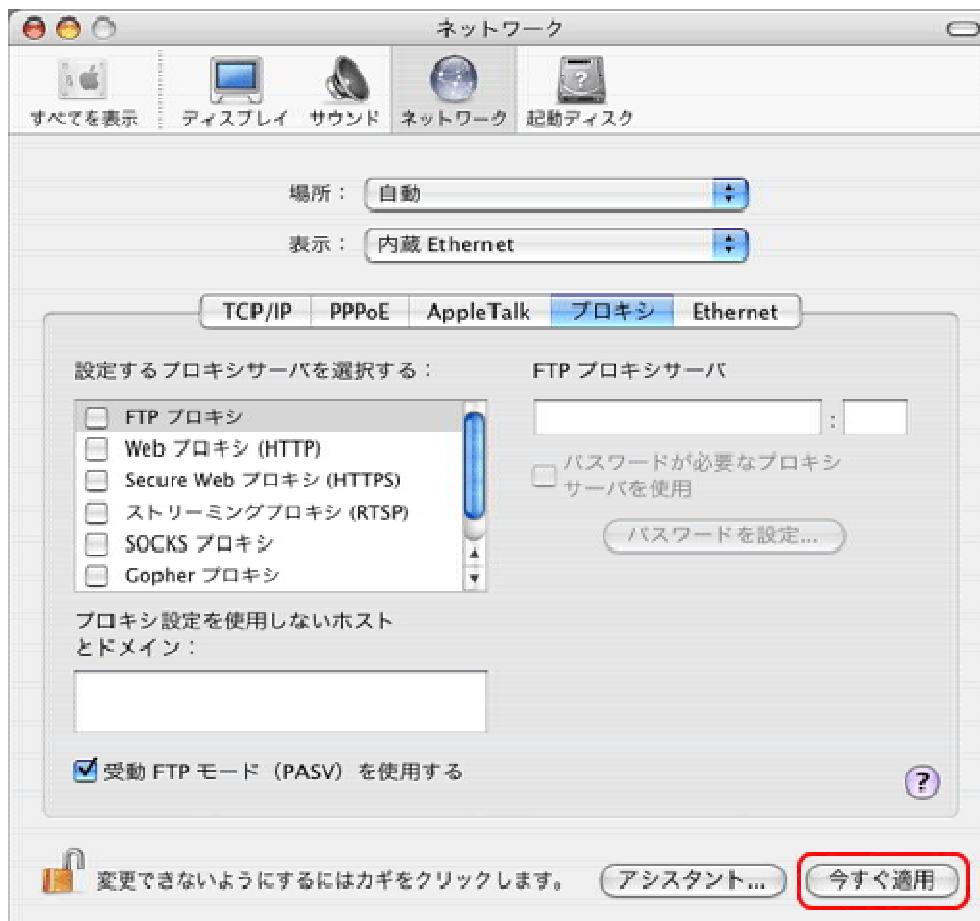 ネットワーク
すべてを表示 ディスプレイ サウンド ネットワーク 起動ディスク
場所： 自動
表示： 内蔵 Ethernet
TCP/IP PPPoE AppleTalk プロキシ Ethernet
設定するプロキシサーバを選択する：
FTP プロキシ
Web プロキシ (HTTP)
Secure Web プロキシ (HTTPS)
ストリーミングプロキシ (RTSP)
SOCKS プロキシ
Gopher プロキシ
FTP プロキシサーバ
:
パスワードが必要なプロキシ
サーバを使用
パスワードを設定...
プロキシ設定を使用しないホスト
とドメイン：
受動 FTP モード（PASV）を使用する
?
変更できないようにするにはカギをクリックします。 アシスタント... 今すぐ適用